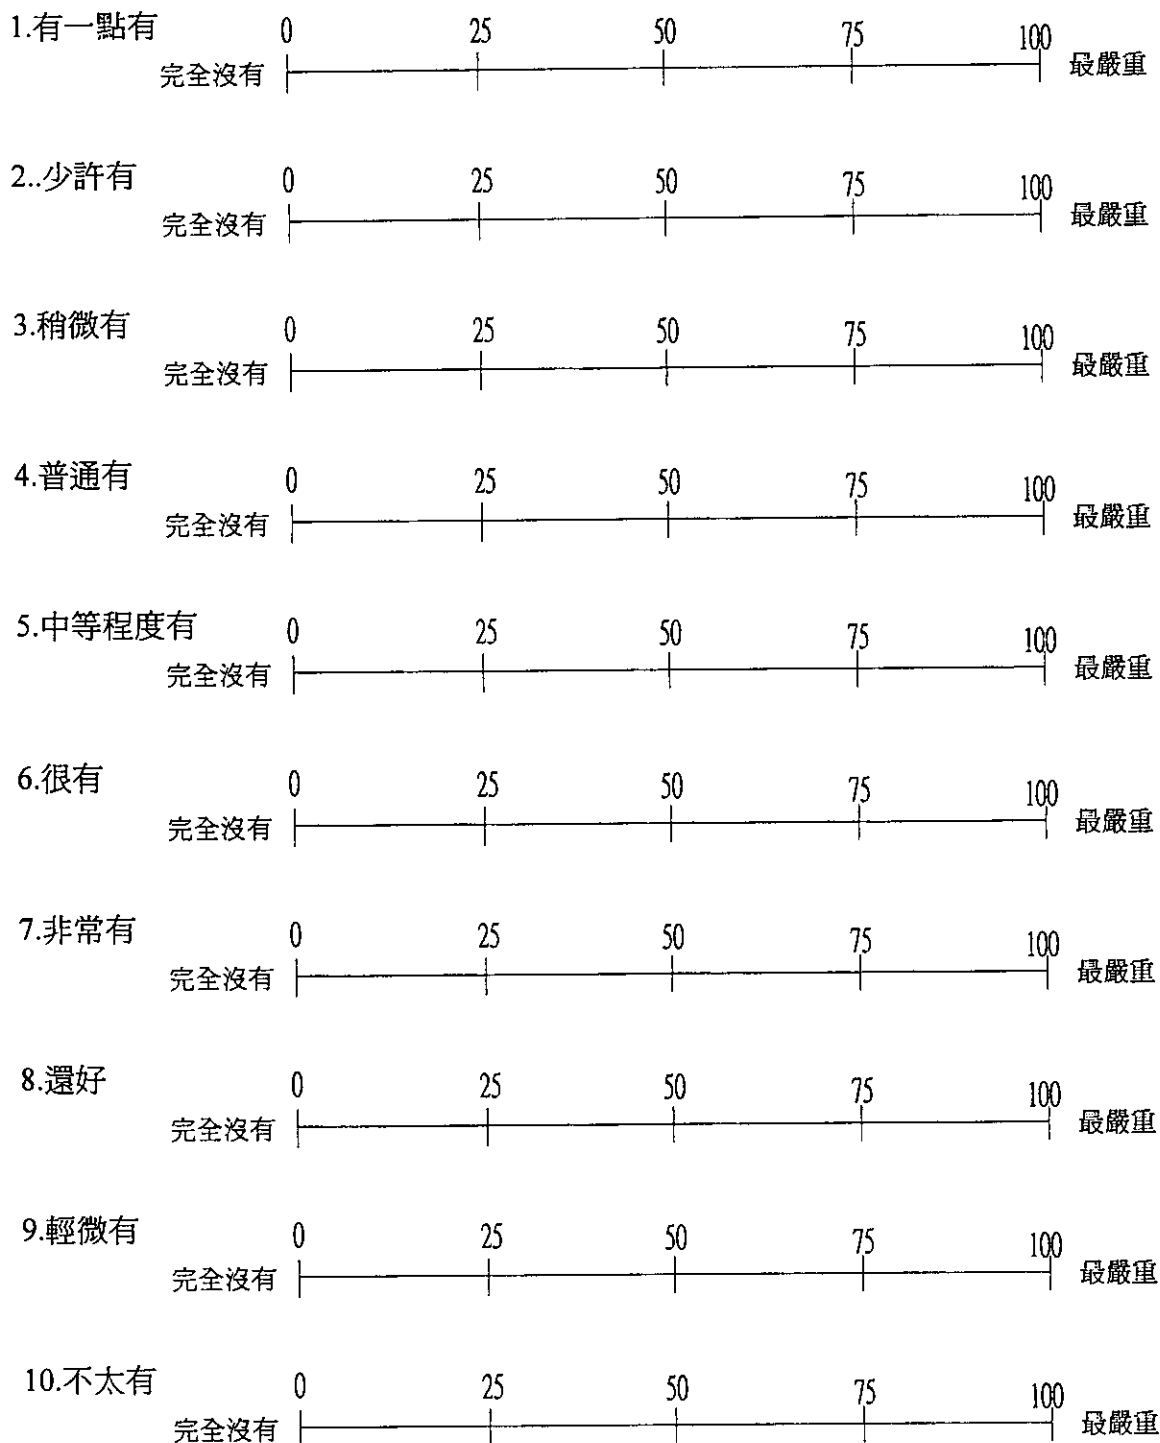 1.有一點有 0 25 50 75 100
完全沒有 最嚴重
2..少許有 0 25 50 75 100
完全沒有 最嚴重
3.稍微有 0 25 50 75 100
完全沒有 最嚴重
4.普通有 0 25 50 75 100
完全沒有 最嚴重
5.中等程度有 0 25 50 75 100
完全沒有 最嚴重
6.很有 0 25 50 75 100
完全沒有 最嚴重
7.非常有 0 25 50 75 100
完全沒有 最嚴重
8.還好 0 25 50 75 100
完全沒有 最嚴重
9.輕微有 0 25 50 75 100
完全沒有 最嚴重
10.不太有 0 25 50 75 100
完全沒有 最嚴重